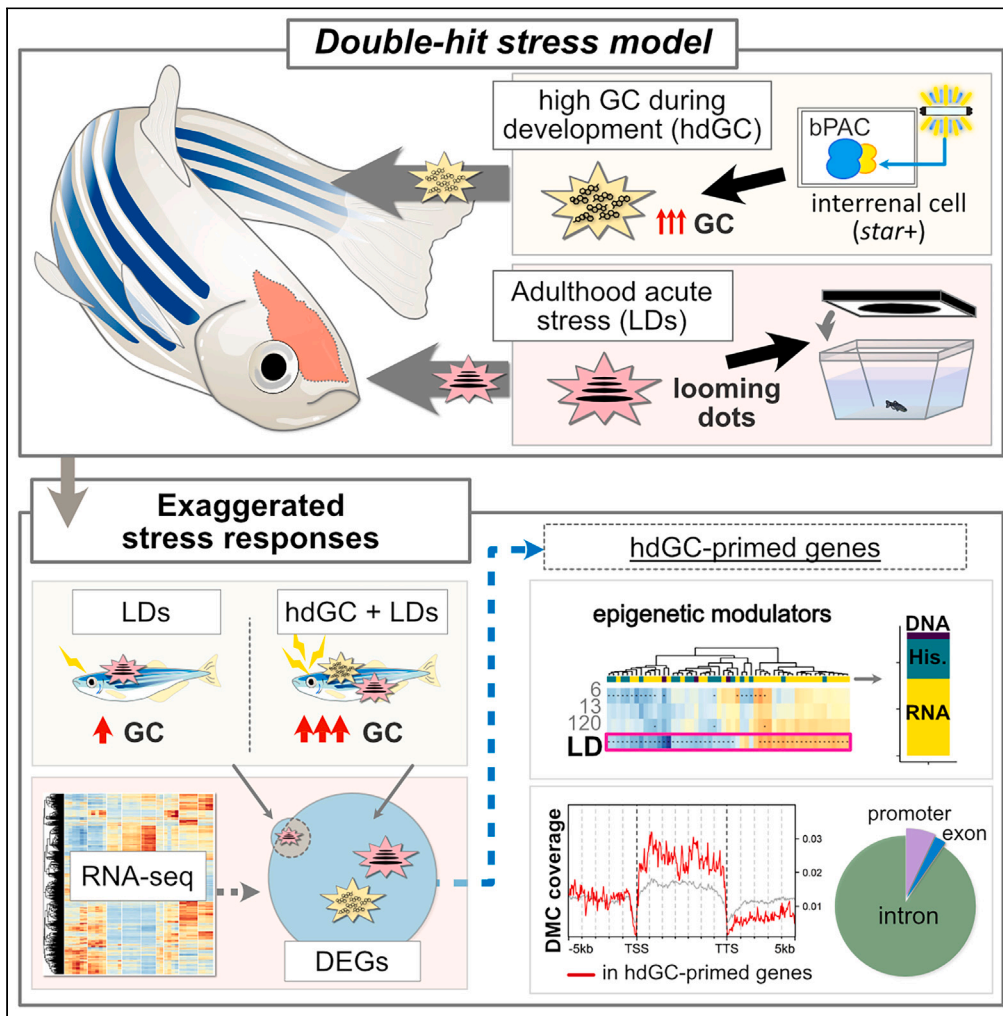 Double-hit stress model
high GC during
development (hdGC)
GC
bPAC
interrenal cell
(star+)
Adulthood acute
stress (LDs)
looming
dots
Exaggerated
stress responses
LDs
hdGC + LDs
GC
GC
RNA-seq
DEGs
hdGC-primed genes
epigenetic modulators
6
13
120
LD
DNA
His.
RNA
DMC coverage
0.03
0.02
0.01
-5kb
TSS
TTS
5kb
in hdGC-primed genes
promoter
exon
intron